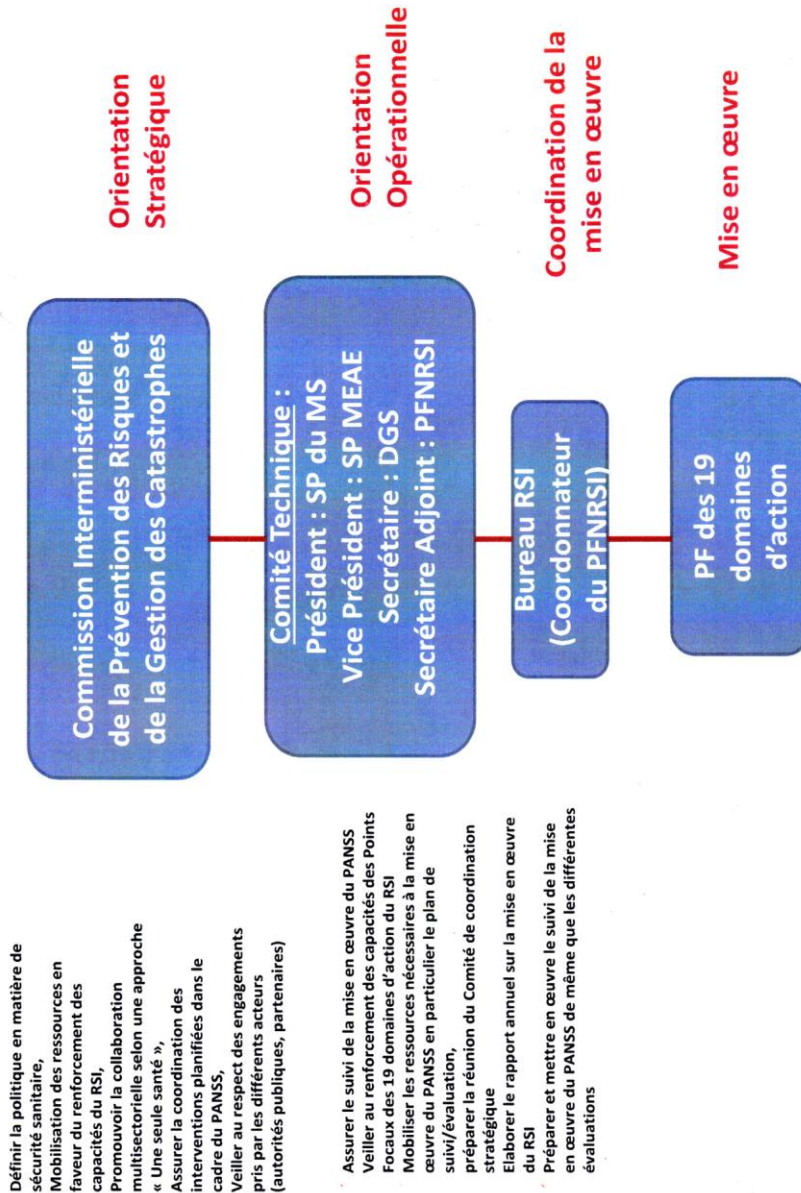 Définir la politique en matière de
sécurité sanitaire,
Mobilisation des ressources en
faveur du renforcement des
capacités du RSI,
Promouvoir la collaboration
multisectorielle selon une approche
« Une seule santé »,
Assurer la coordination des
interventions planifiées dans le
cadre du PANSS,
Veiller au respect des engagements
pris par les différents acteurs
(autorités publiques, partenaires)
Commission Interministérielle
de la Prévention des Risques et
de la Gestion des Catastrophes
Orientation
Stratégique
Assurer le suivi de la mise en œuvre du PANSS
Veiller au renforcement des capacités des Points
Focaux des 19 domaines d'action du RSI
Mobiliser les ressources nécessaires à la mise en
œuvre du PANSS en particulier le plan de
suivi/évaluation,
préparer la réunion du Comité de coordination
stratégique
Elaborer le rapport annuel sur la mise en œuvre
du RSI
Préparer et mettre en œuvre le suivi de la mise
en œuvre du PANSS de même que les différentes
évaluations
Comité Technique :
Président : SP du MS
Vice Président : SP MEAE
Secrétaire : DGS
Secrétaire Adjoint : PFNRSI
Orientation
Opérationnelle
Bureau RSI
(Coordonnateur
du PFNRSI)
Coordination de la
mise en œuvre
PF des 19
domaines
d'action
Mise en œuvre